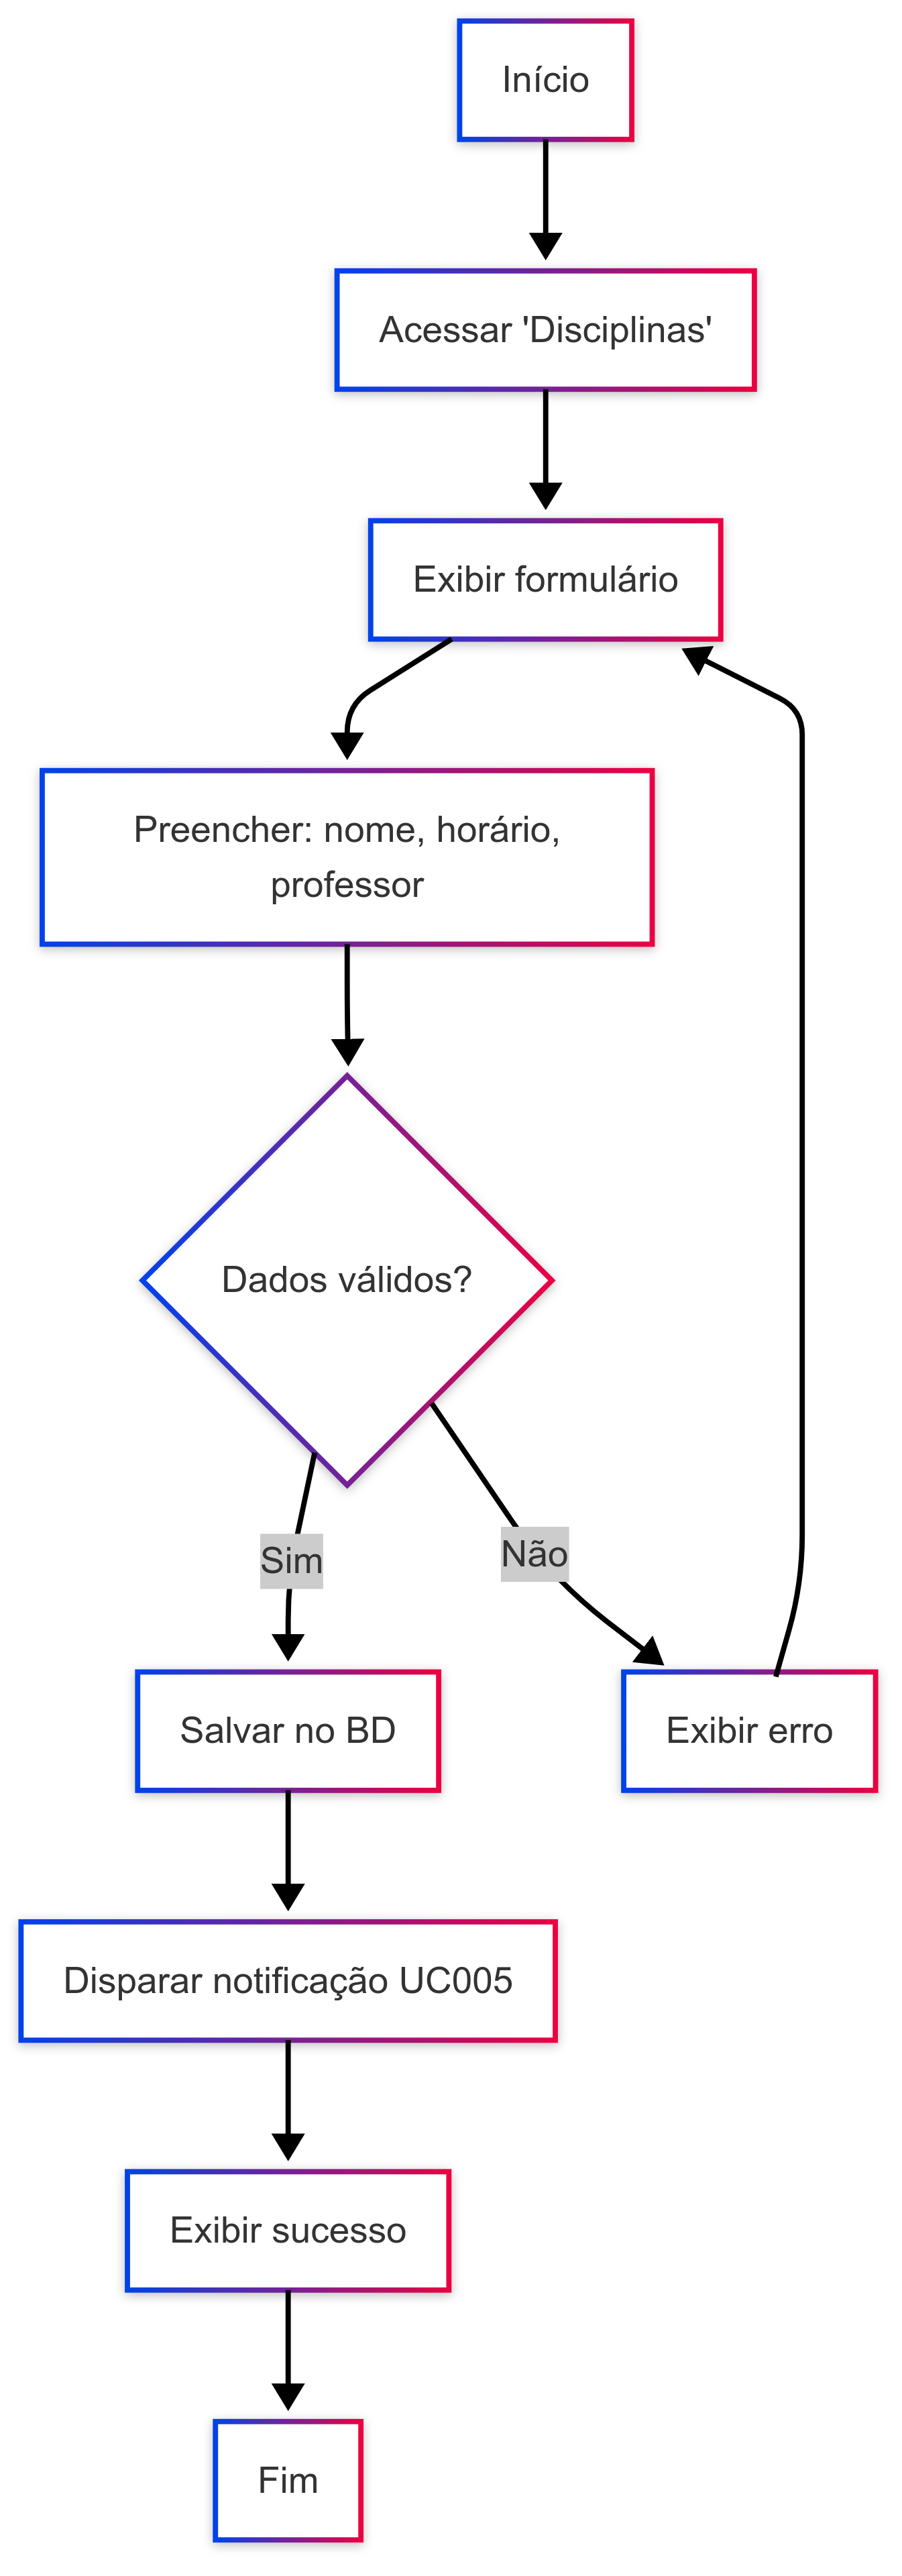 Início
Acessar 'Disciplinas'
Exibir formulário
Preencher: nome, horário,
professor
Dados válidos?
Sim
Não
Salvar no BD
Exibir erro
Disparar notificação UC005
Exibir sucesso
Fim